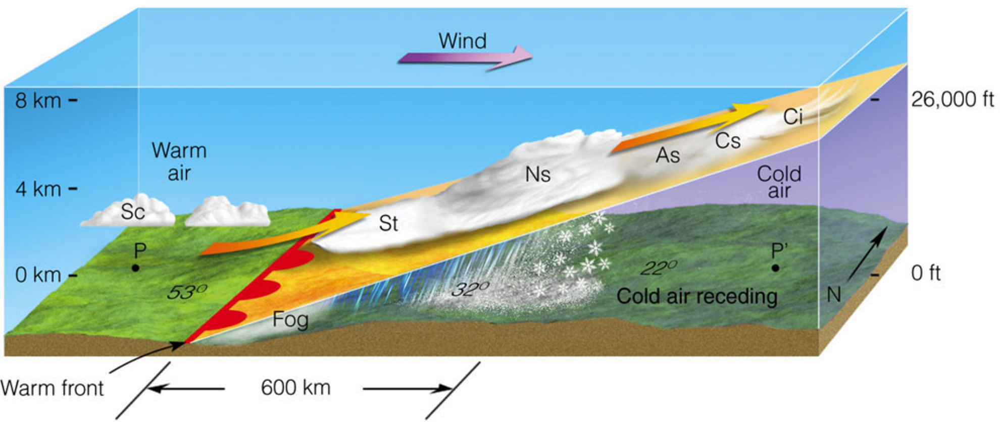 Wind
8 km
26,000 ft
Ci
Cs
As
Warm
air
Ns
Cold
air
4 km
Sc
St
P
P'
22°
0 km
0 ft
53°
32°
Cold air receding
N
Fog
Warm front
600 km